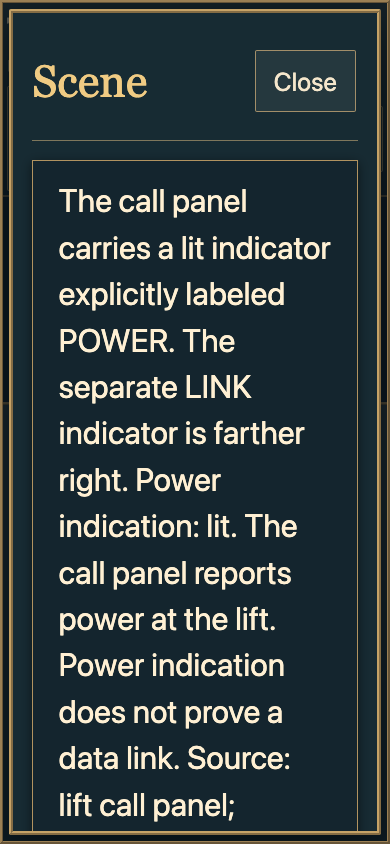 Scene
Close
The call panel
carries a lit indicator
explicitly labeled
POWER. The
separate LINK
indicator is farther
right. Power
indication: lit. The
call panel reports
power at the lift.
Power indication
does not prove a
data link. Source:
lift call panel;